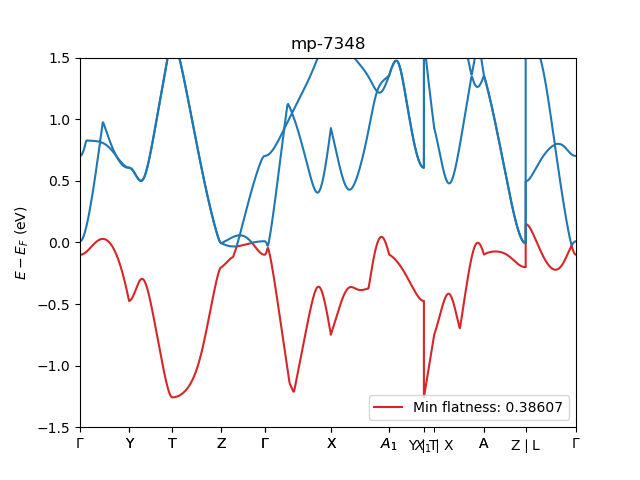 mp-7348
E − E_F (eV)
1.5
1.0
0.5
0.0
−0.5
−1.0
−1.5
Min flatness: 0.38607
Γ Y T Z Γ X A₁ Y|X₁ T|X A Z | L Γ